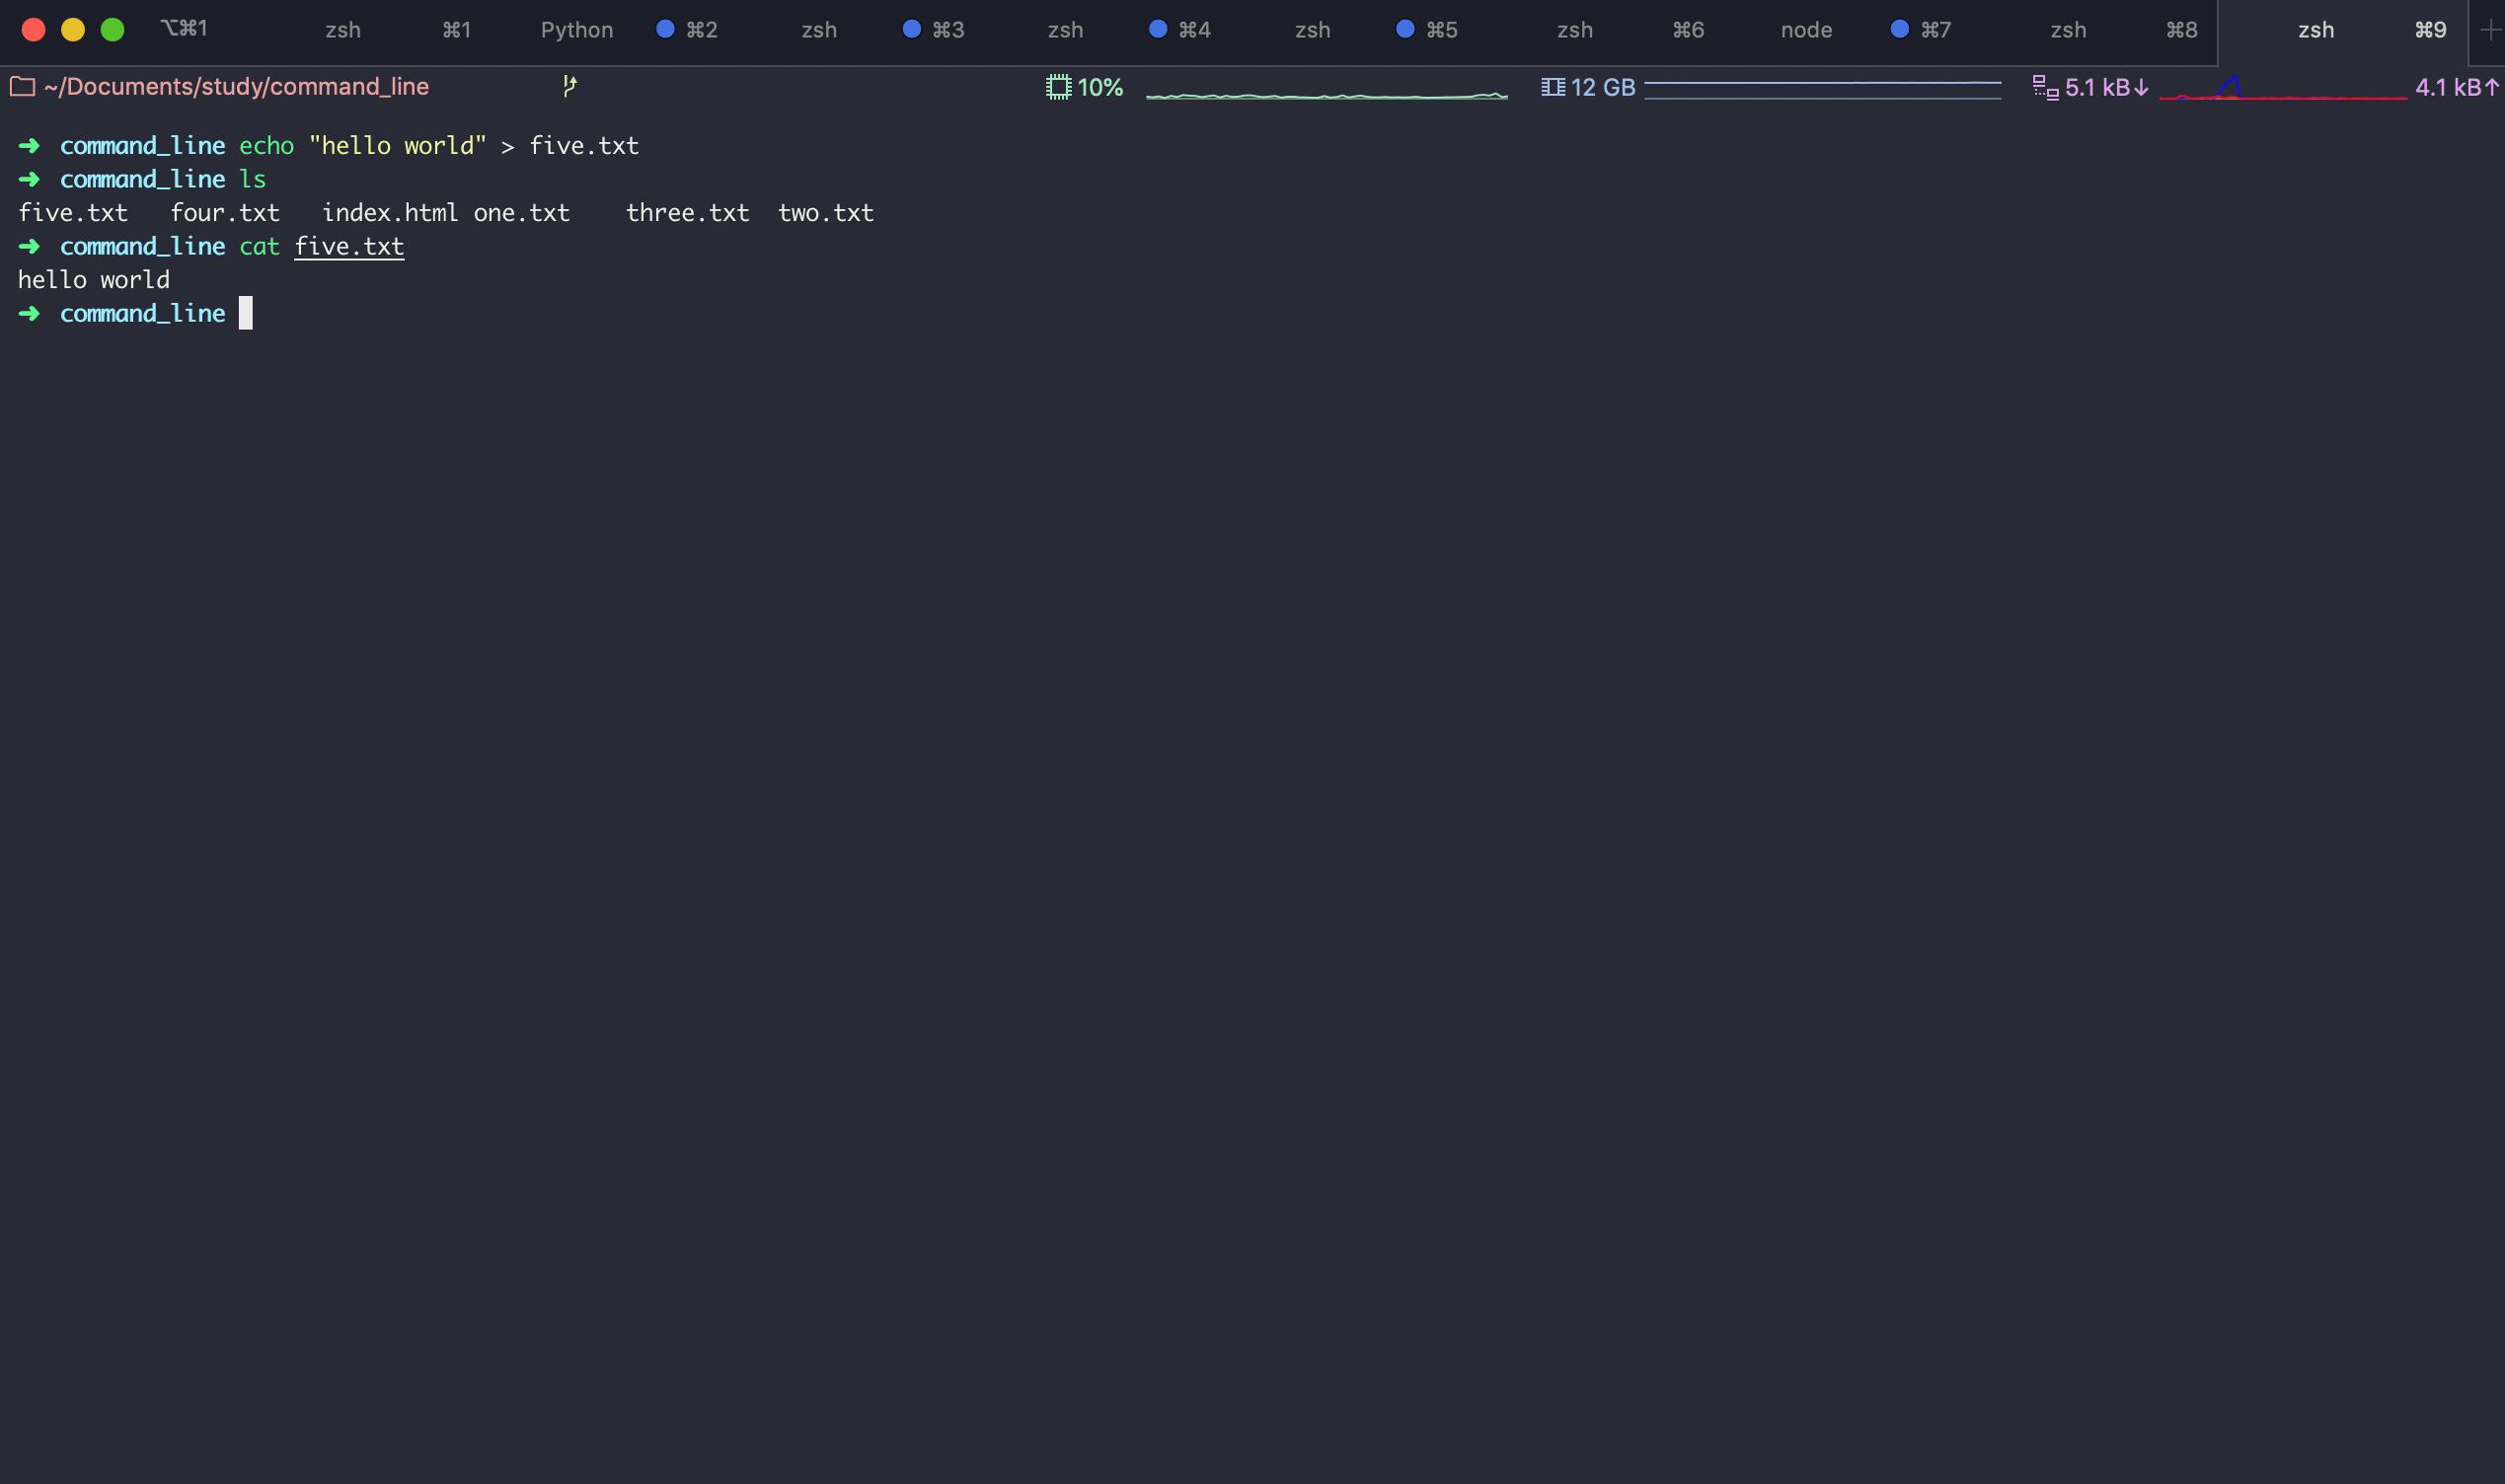 ⌥⌘1 zsh ⌘1 Python ⌘2 zsh ⌘3 zsh ⌘4 zsh ⌘5 zsh ⌘6 node ⌘7 zsh ⌘8 zsh ⌘9 +
~/Documents/study/command_line 10% 12 GB 5.1 kB↓ 4.1 kB↑
➜ command_line echo "hello world" > five.txt
➜ command_line ls
five.txt four.txt index.html one.txt three.txt two.txt
➜ command_line cat five.txt
hello world
➜ command_line